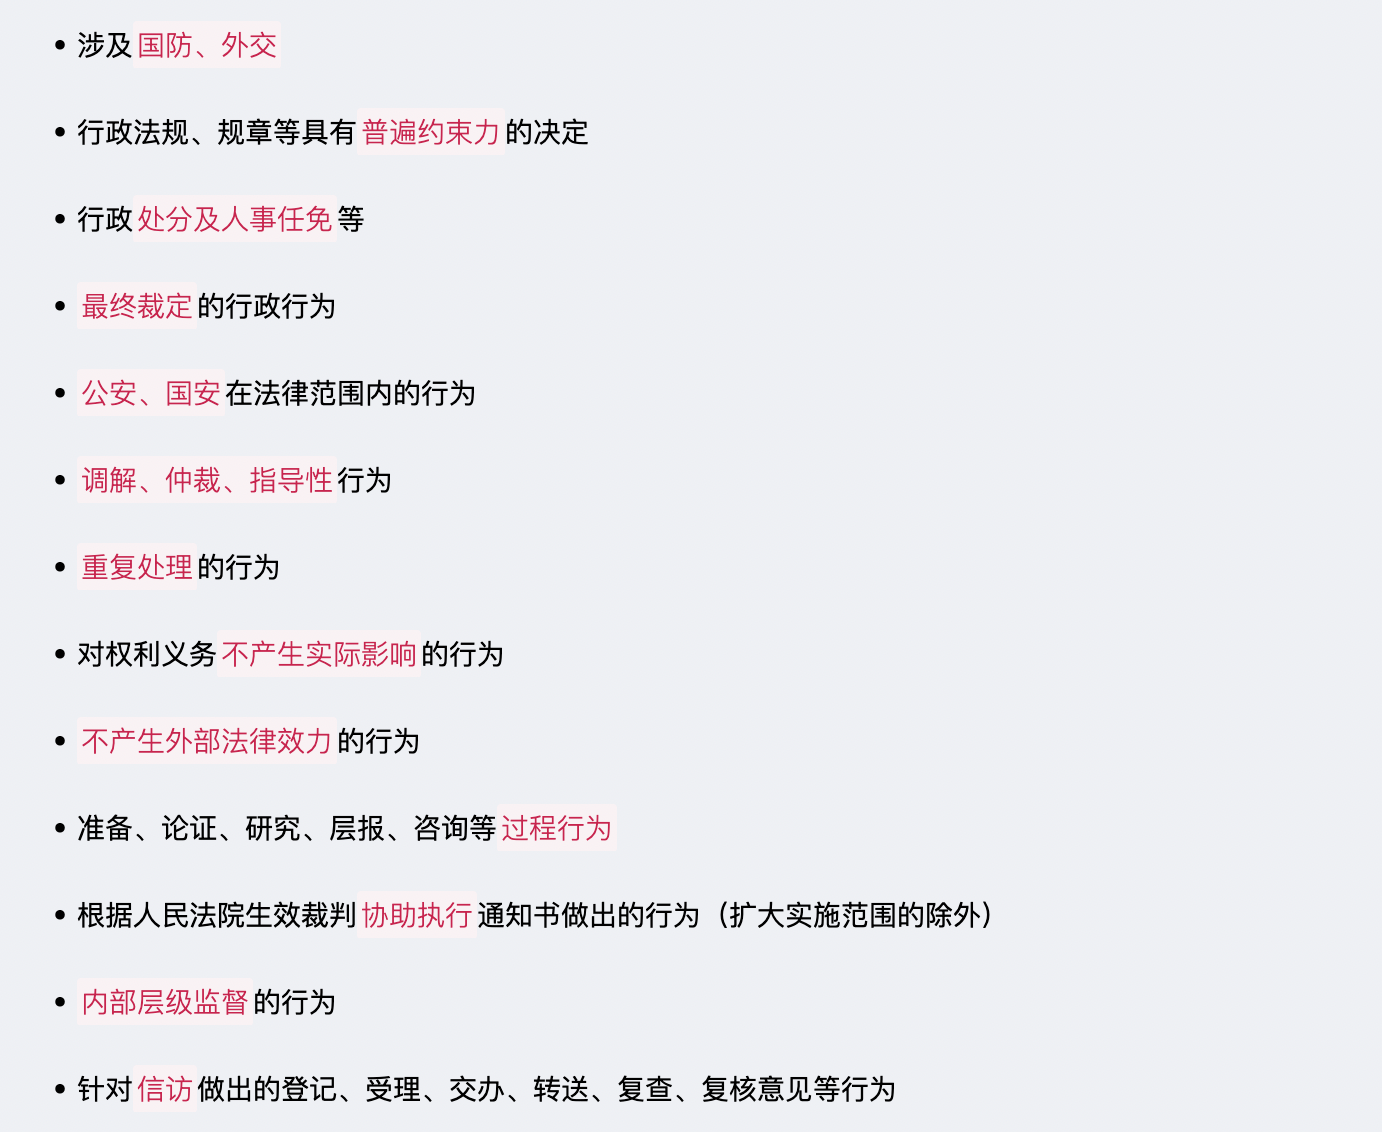 • 涉及国防、外交
• 行政法规、规章等具有普遍约束力的决定
• 行政处分及人事任免等
• 最终裁定的行政行为
• 公安、国安在法律范围内的行为
• 调解、仲裁、指导性行为
• 重复处理的行为
• 对权利义务不产生实际影响的行为
• 不产生外部法律效力的行为
• 准备、论证、研究、层报、咨询等过程行为
• 根据人民法院生效裁判协助执行通知书做出的行为（扩大实施范围的除外）
• 内部层级监督的行为
• 针对信访做出的登记、受理、交办、转送、复查、复核意见等行为